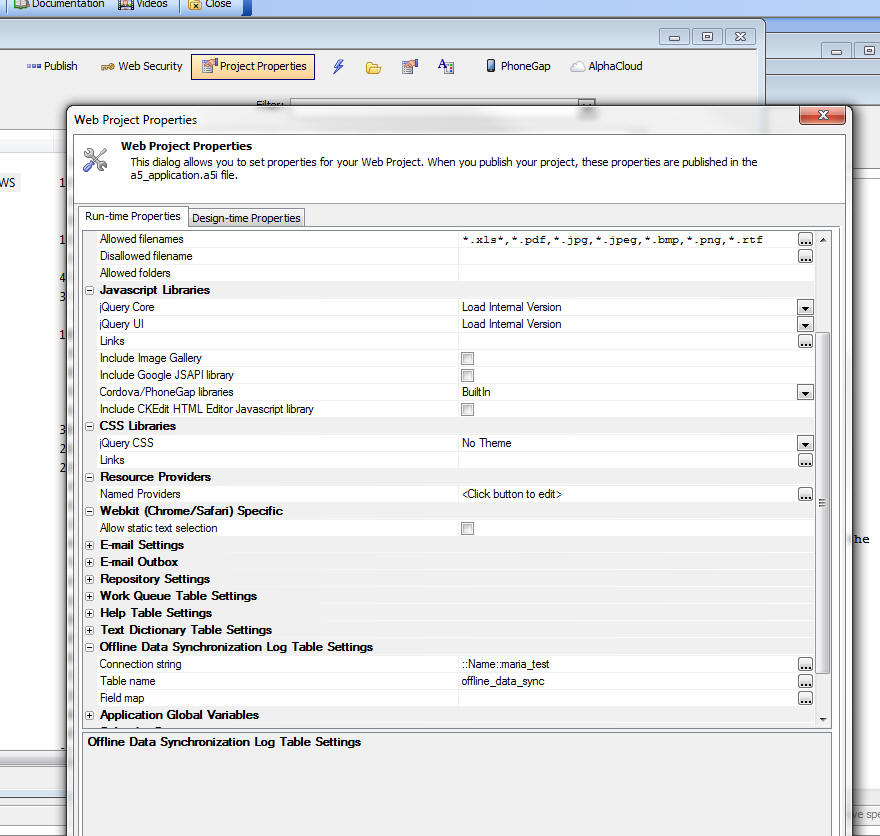 Documentation Videos Close
Publish Web Security Project Properties PhoneGap AlphaCloud
Filter:
Web Project Properties
Web Project Properties
This dialog allows you to set properties for your Web Project. When you publish your project, these properties are published in the
a5_application.a5i file.
WS
1
Run-time Properties Design-time Properties
Allowed filenames *.xls*,*.pdf,*.jpg,*.jpeg,*.bmp,*.png,*.rtf
1
Disallowed filename
Allowed folders
4
Javascript Libraries
3
jQuery Core Load Internal Version
jQuery UI Load Internal Version
1
Links
Include Image Gallery
Include Google JSAPI library
Cordova/PhoneGap libraries BuiltIn
Include CKEdit HTML Editor Javascript library
CSS Libraries
3
jQuery CSS No Theme
2
Links
2
Resource Providers
Named Providers <Click button to edit>
Webkit (Chrome/Safari) Specific
Allow static text selection
he
E-mail Settings
E-mail Outbox
Repository Settings
Work Queue Table Settings
Help Table Settings
Text Dictionary Table Settings
Offline Data Synchronization Log Table Settings
Connection string ::Name::maria_test
Table name offline_data_sync
Field map
Application Global Variables
Offline Data Synchronization Log Table Settings
ve spe